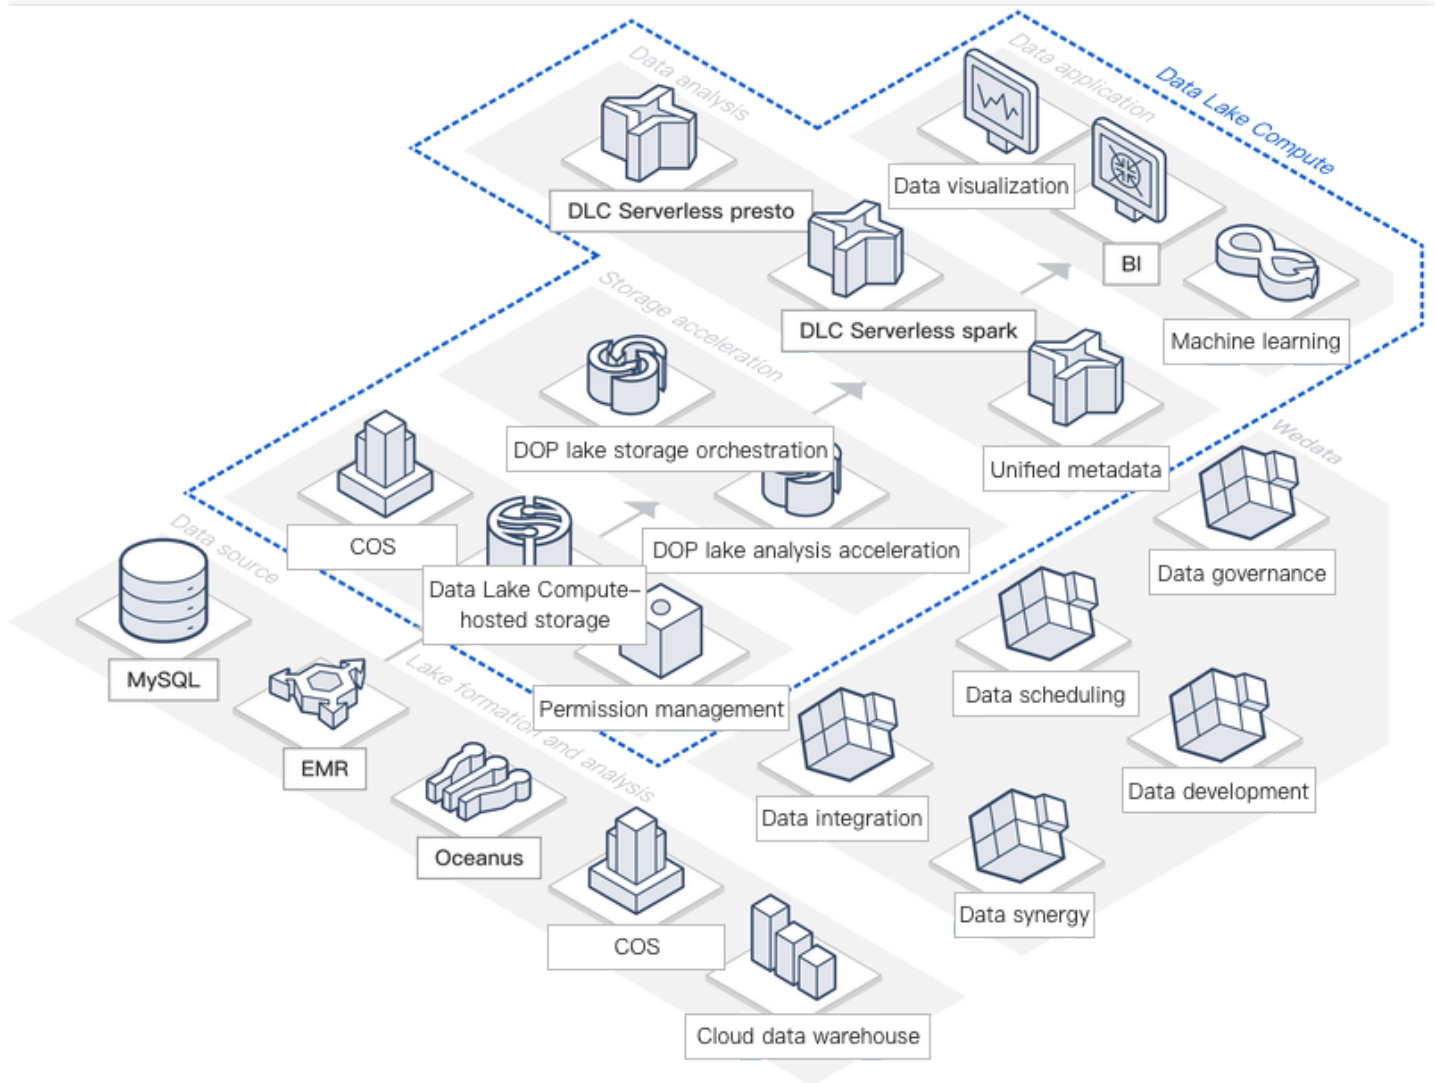 Data analysis
Data application
Data Lake Compute
Data visualization
DLC Serverless presto
BI
Storage acceleration
DLC Serverless spark
Machine learning
DOP lake storage orchestration
Unified metadata
Wedata
Data source
COS
DOP lake analysis acceleration
Data governance
Data Lake Compute-
hosted storage
MySQL
Lake formation and analysis
Permission management
Data scheduling
EMR
Data integration
Data development
Oceanus
Data synergy
COS
Cloud data warehouse